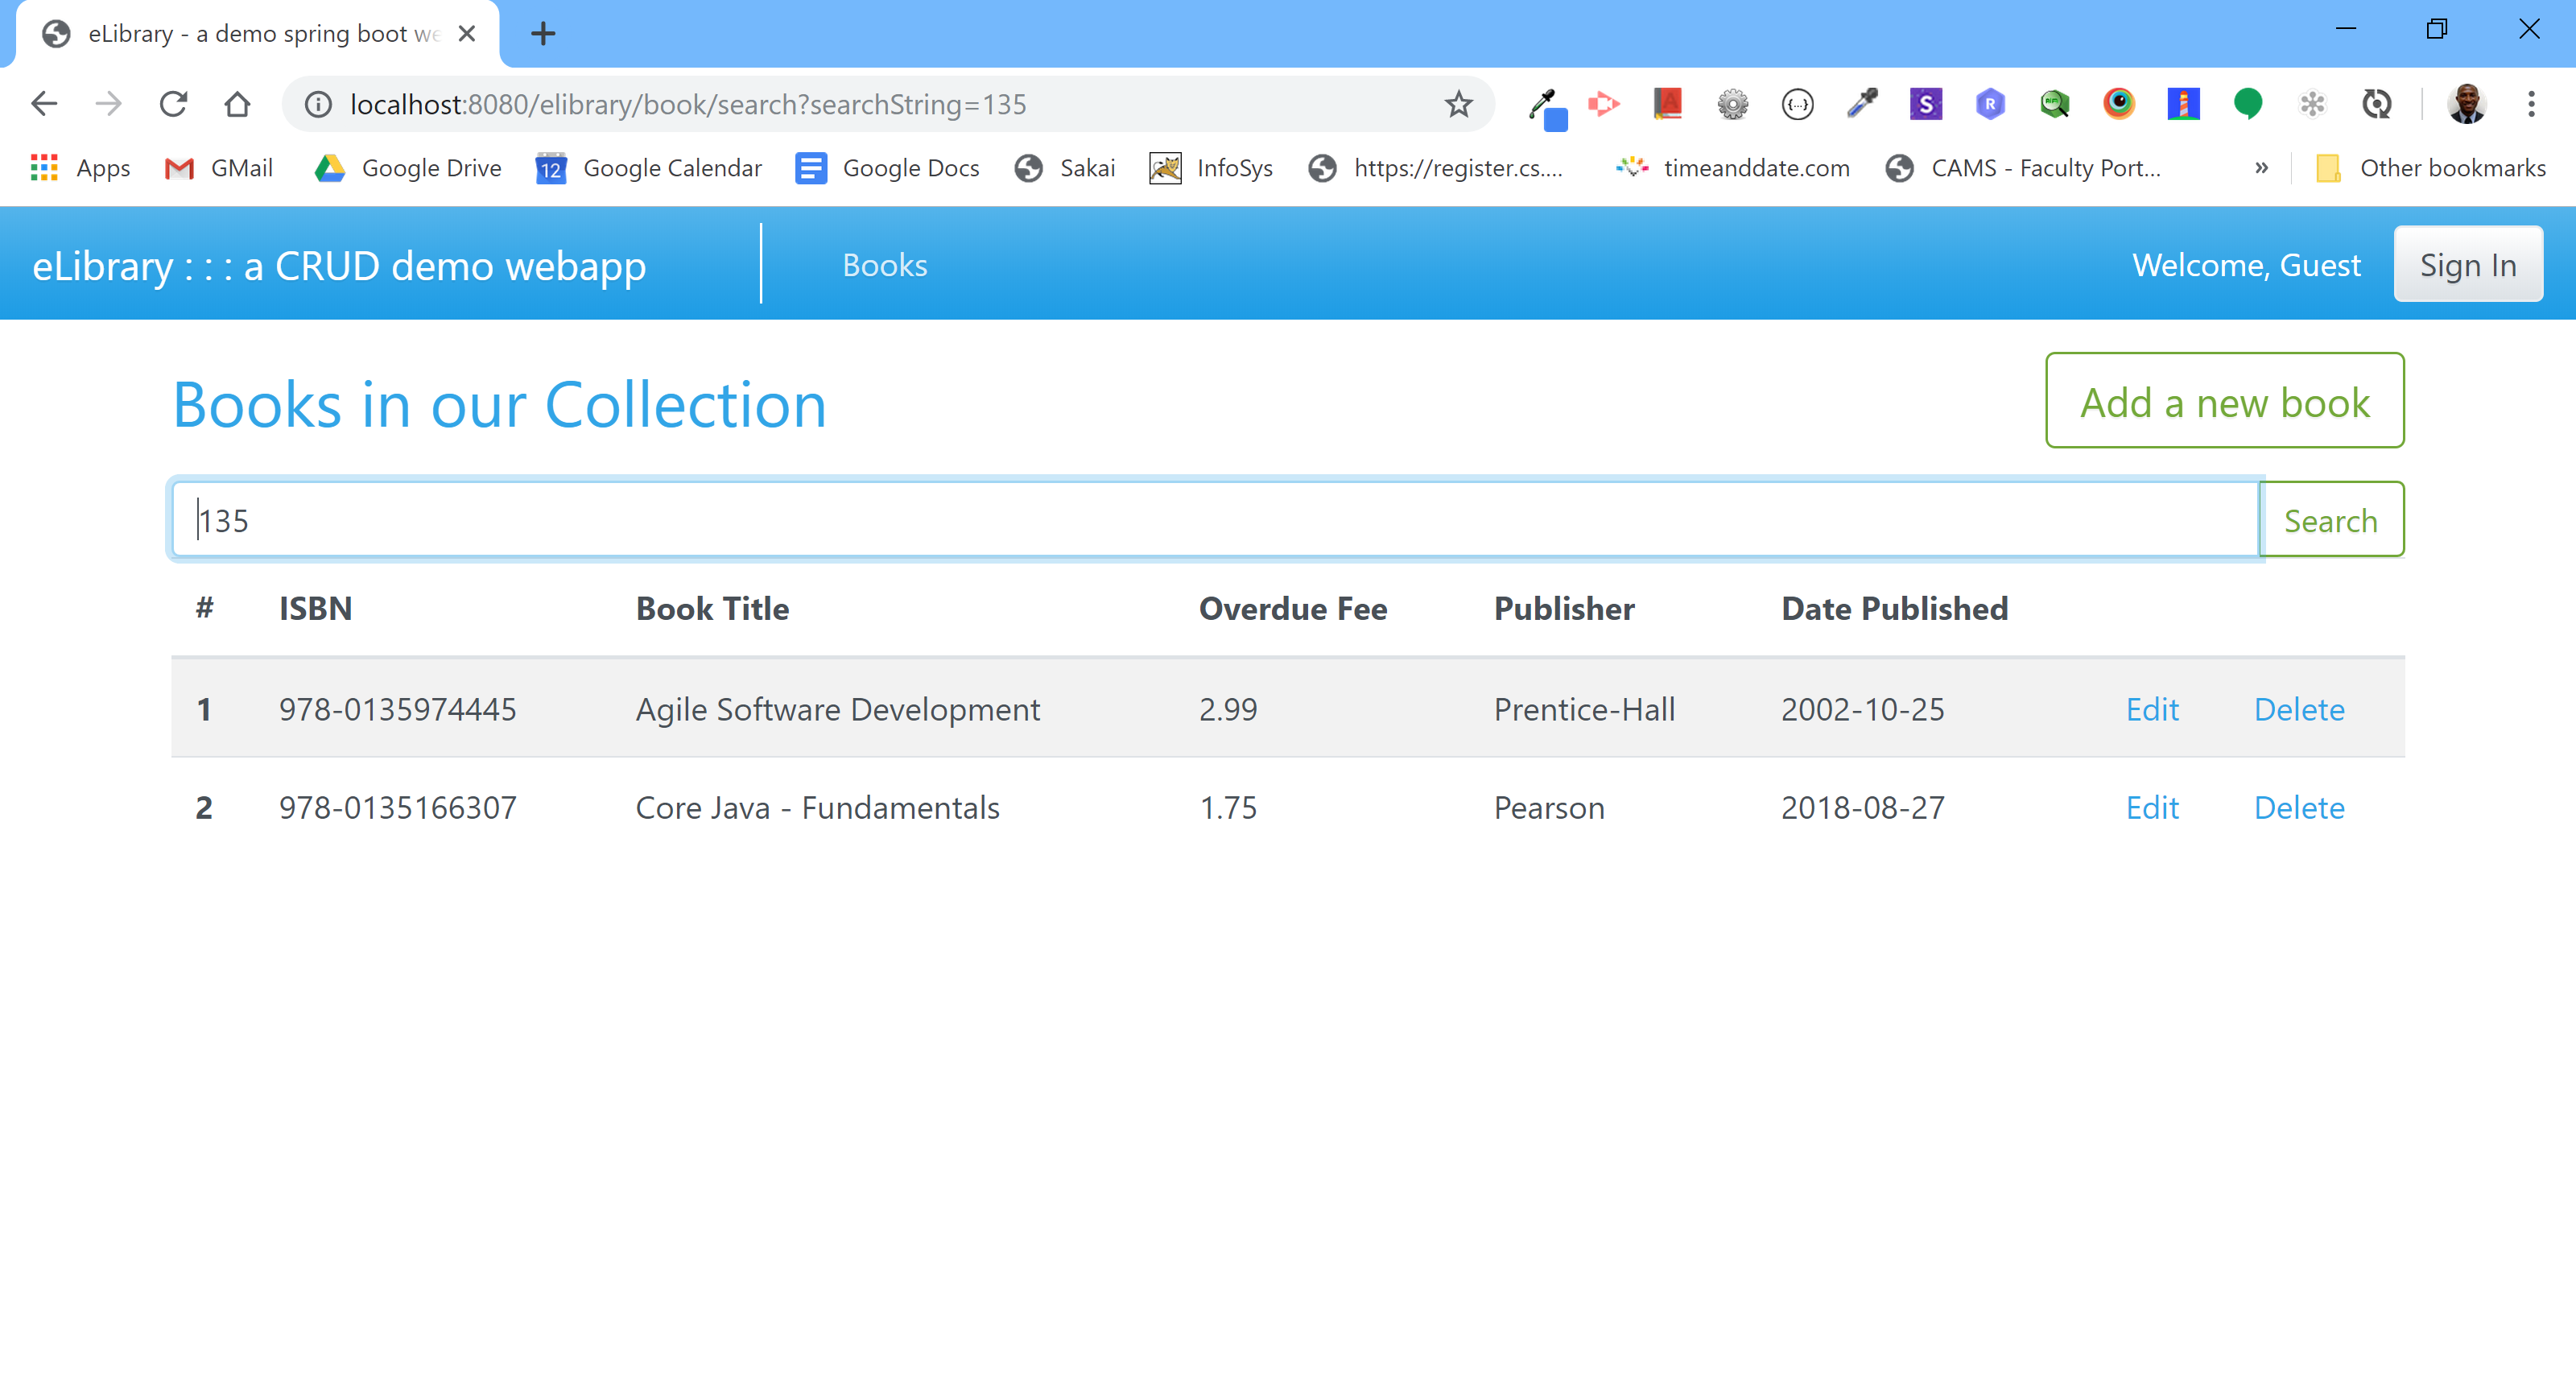 eLibrary - a demo spring boot we
localhost:8080/elibrary/book/search?searchString=135
Apps GMail 12 Google Calendar Google Drive Google Docs Sakai InfoSys https://register.cs.... timeanddate.com CAMS - Faculty Port... » Other bookmarks
eLibrary : : : a CRUD demo webapp Books Welcome, Guest Sign In
Books in our Collection Add a new book
135 Search
# ISBN Book Title Overdue Fee Publisher Date Published
1 978-0135974445 Agile Software Development 2.99 Prentice-Hall 2002-10-25 Edit Delete
2 978-0135166307 Core Java - Fundamentals 1.75 Pearson 2018-08-27 Edit Delete